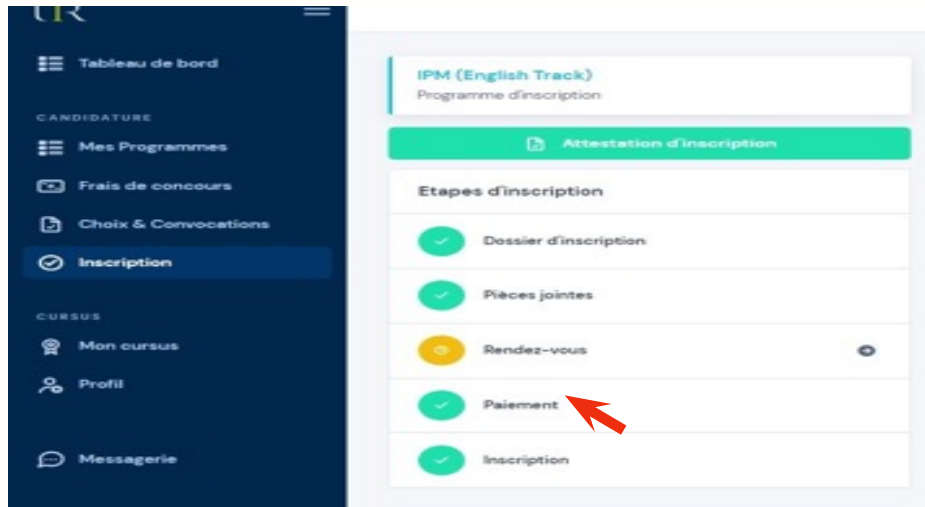 Tableau de bord
CANDIDATURE
Mes Programmes
Frais de concours
Choix & Convocations
Inscription
CURSUS
Mon cursus
Profil
Messagerie
IPM (English Track)
Programme d'inscription
Attestation d'inscription
Etapes d'inscription
Dossier d'inscription
Pièces jointes
Rendez-vous
Paiement
Inscription